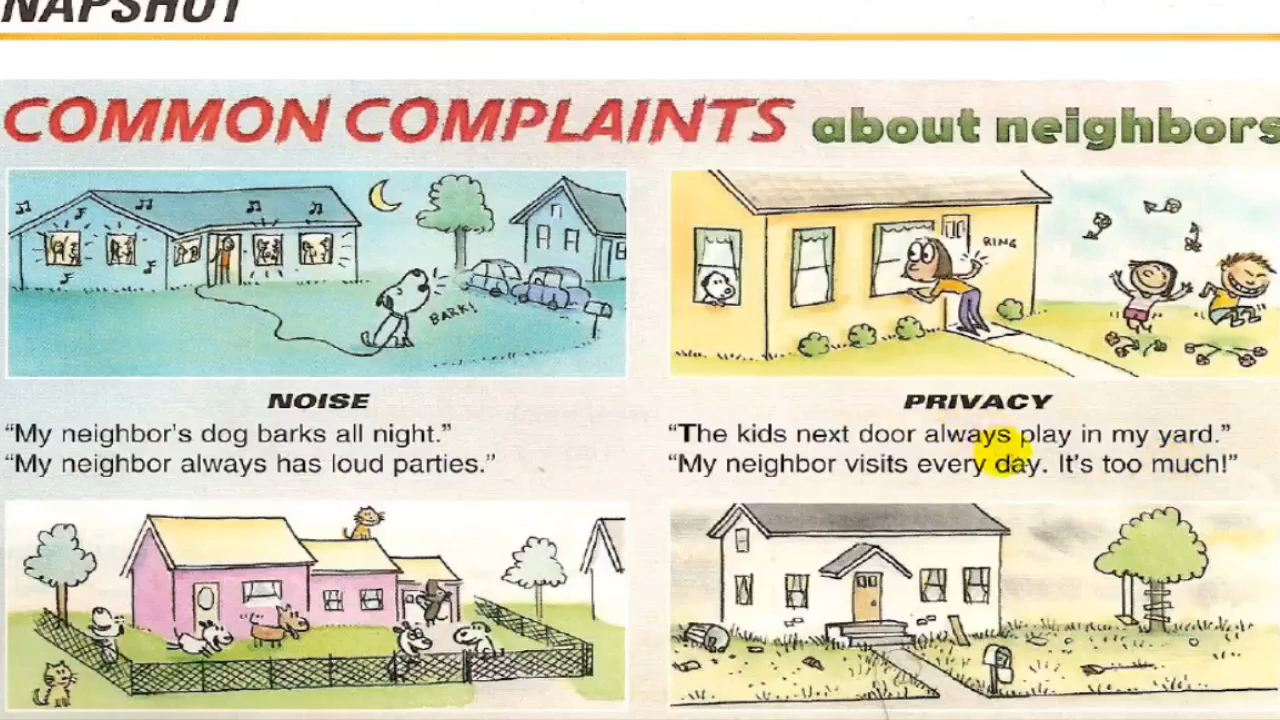 NAPSHOT
COMMON COMPLAINTS about neighbors
BARK!
RING
NOISE
"My neighbor's dog barks all night."
"My neighbor always has loud parties."
PRIVACY
"The kids next door always play in my yard."
"My neighbor visits every day. It's too much!"